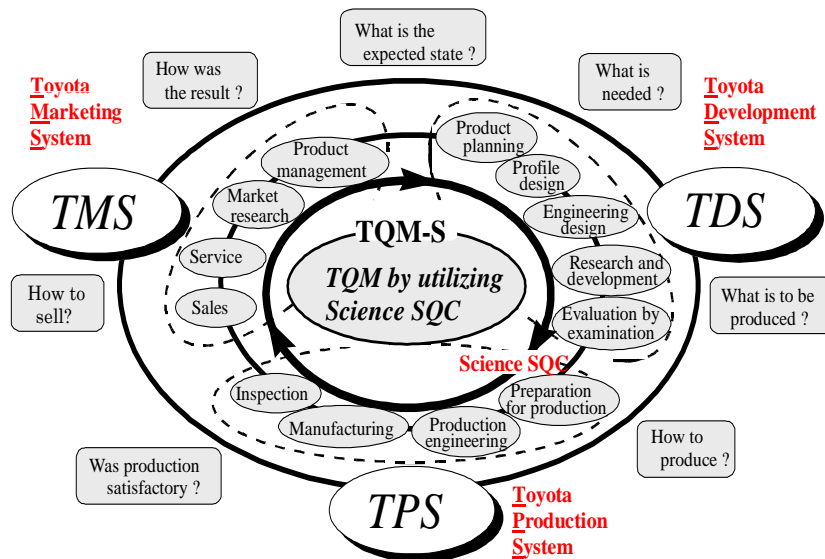 What is the
expected state ?
How was
the result ?
What is
needed ?
Toyota
Marketing
System
Toyota
Development
System
Product
planning
Product
management
Profile
design
Market
research
Engineering
design
TMS
TDS
TQM-S
Service
TQM by utilizing
Science SQC
Research and
development
How to
sell?
Sales
What is to be
produced ?
Evaluation by
examination
Science SQC
Inspection
Preparation
for production
Manufacturing
Production
engineering
How to
produce ?
Was production
satisfactory ?
TPS
Toyota
Production
System